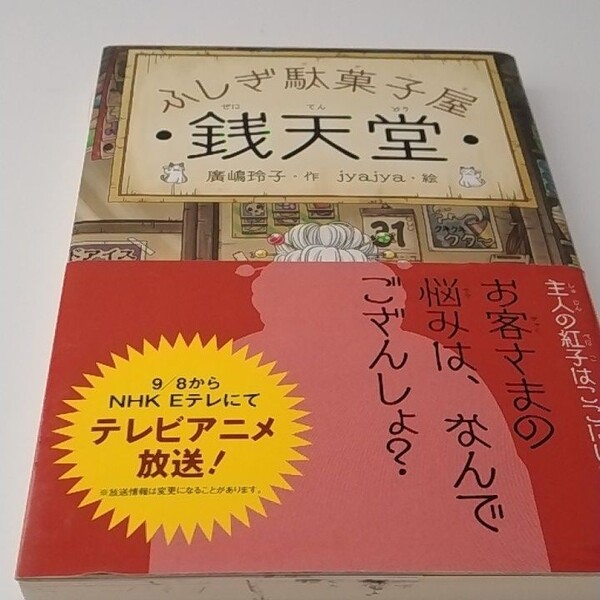 ふしぎ駄菓子屋
ぜに てん どう
・銭天堂・
廣嶋玲子・作 jyajya・絵
アイス
21
主人の紅子はここに
お客さまの
悩みは、なんで
ござんしょ？
9/8から
NHK Eテレにて
テレビアニメ
放送！
※放送情報は変更になることがあります。